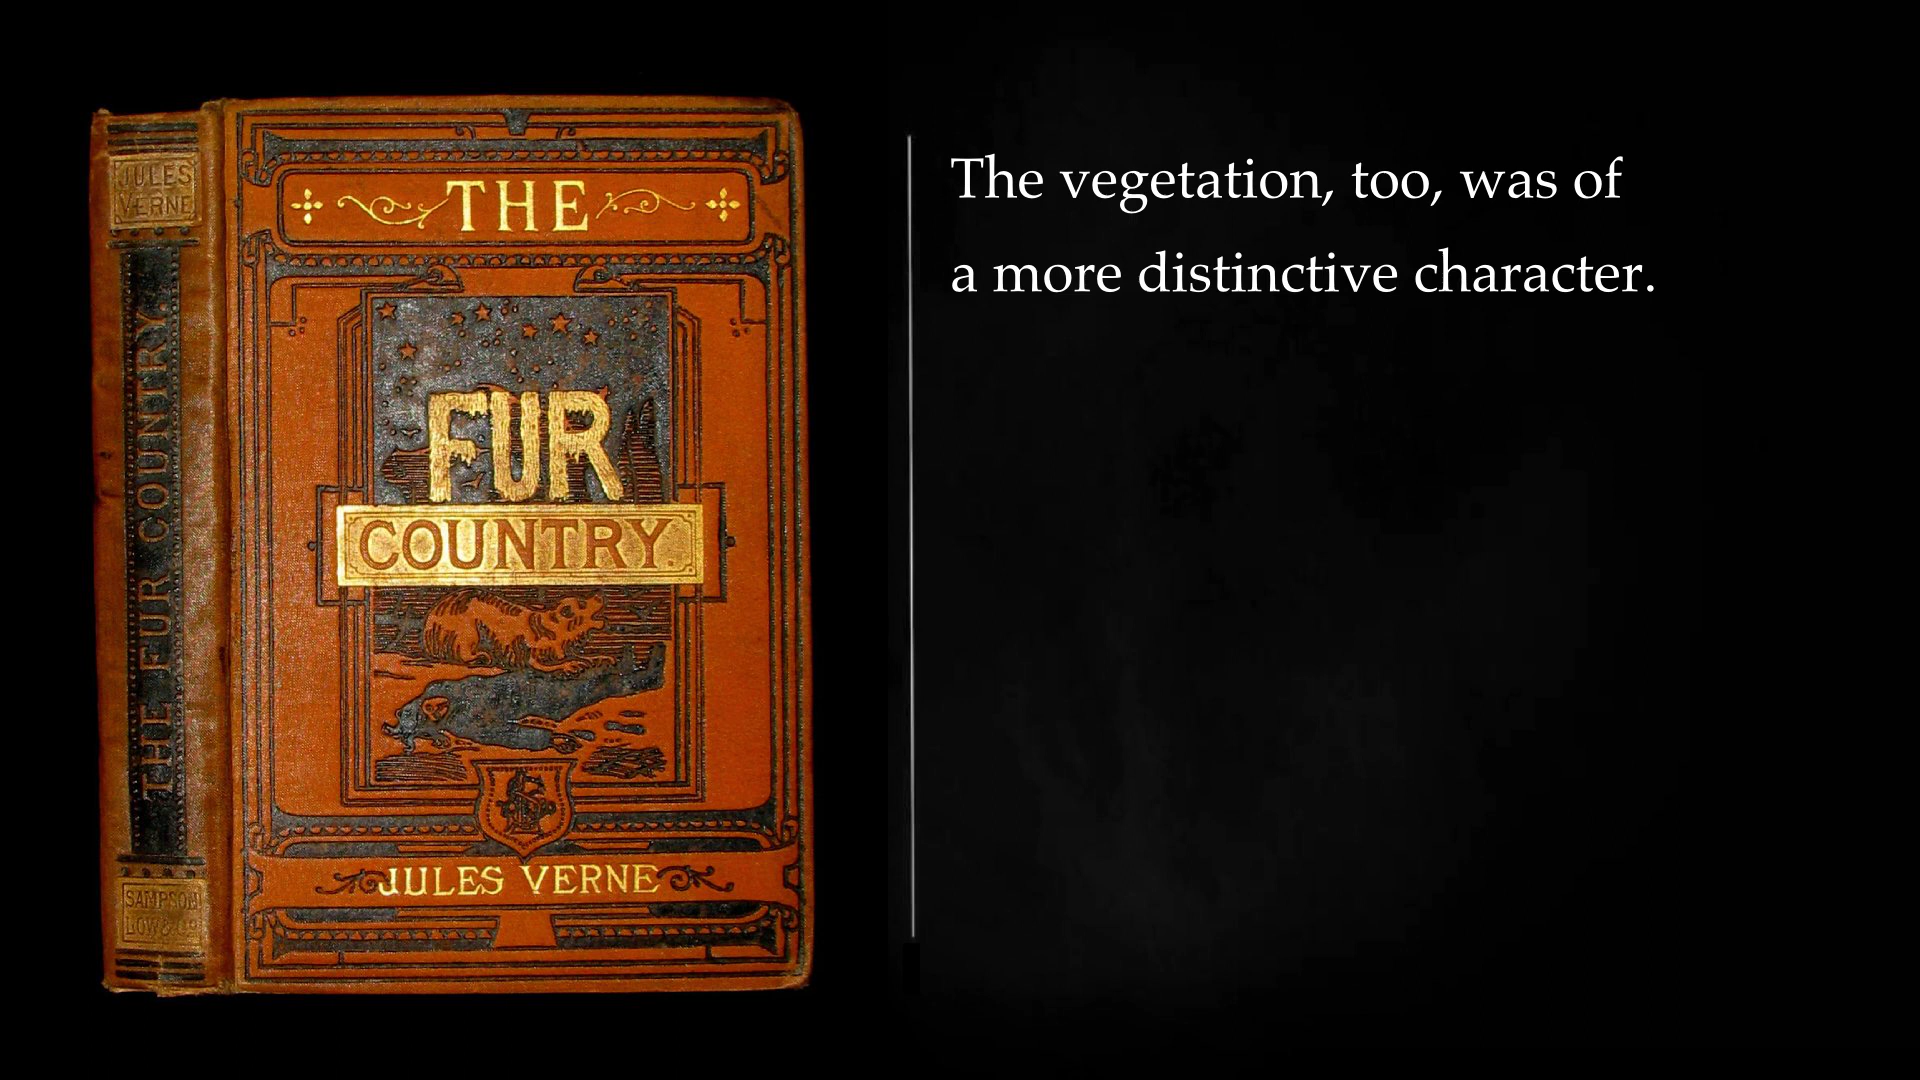 JULES
VERNE
THE FUR COUNTRY.
SAMPSON
LOW & Co
THE
FUR
COUNTRY.
JULES VERNE
The vegetation, too, was of
a more distinctive character.